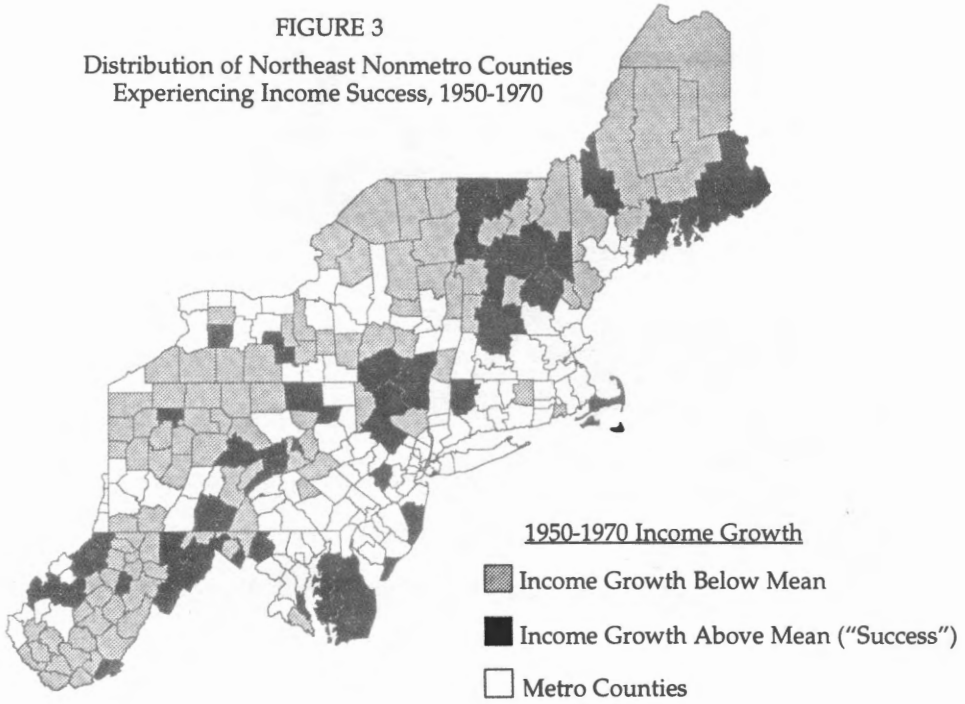 FIGURE 3
Distribution of Northeast Nonmetro Counties
Experiencing Income Success, 1950-1970
1950-1970 Income Growth
Income Growth Below Mean
Income Growth Above Mean ("Success")
Metro Counties